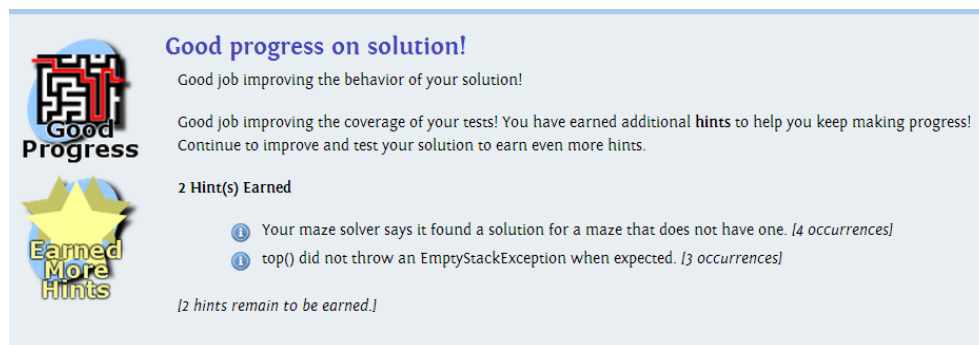 Good progress on solution!
Good job improving the behavior of your solution!
Good job improving the coverage of your tests! You have earned additional hints to help you keep making progress!
Continue to improve and test your solution to earn even more hints.
2 Hint(s) Earned
Your maze solver says it found a solution for a maze that does not have one. [4 occurrences]
top() did not throw an EmptyStackException when expected. [3 occurrences]
[2 hints remain to be earned.]
Good
Progress
Earned
More
Hints